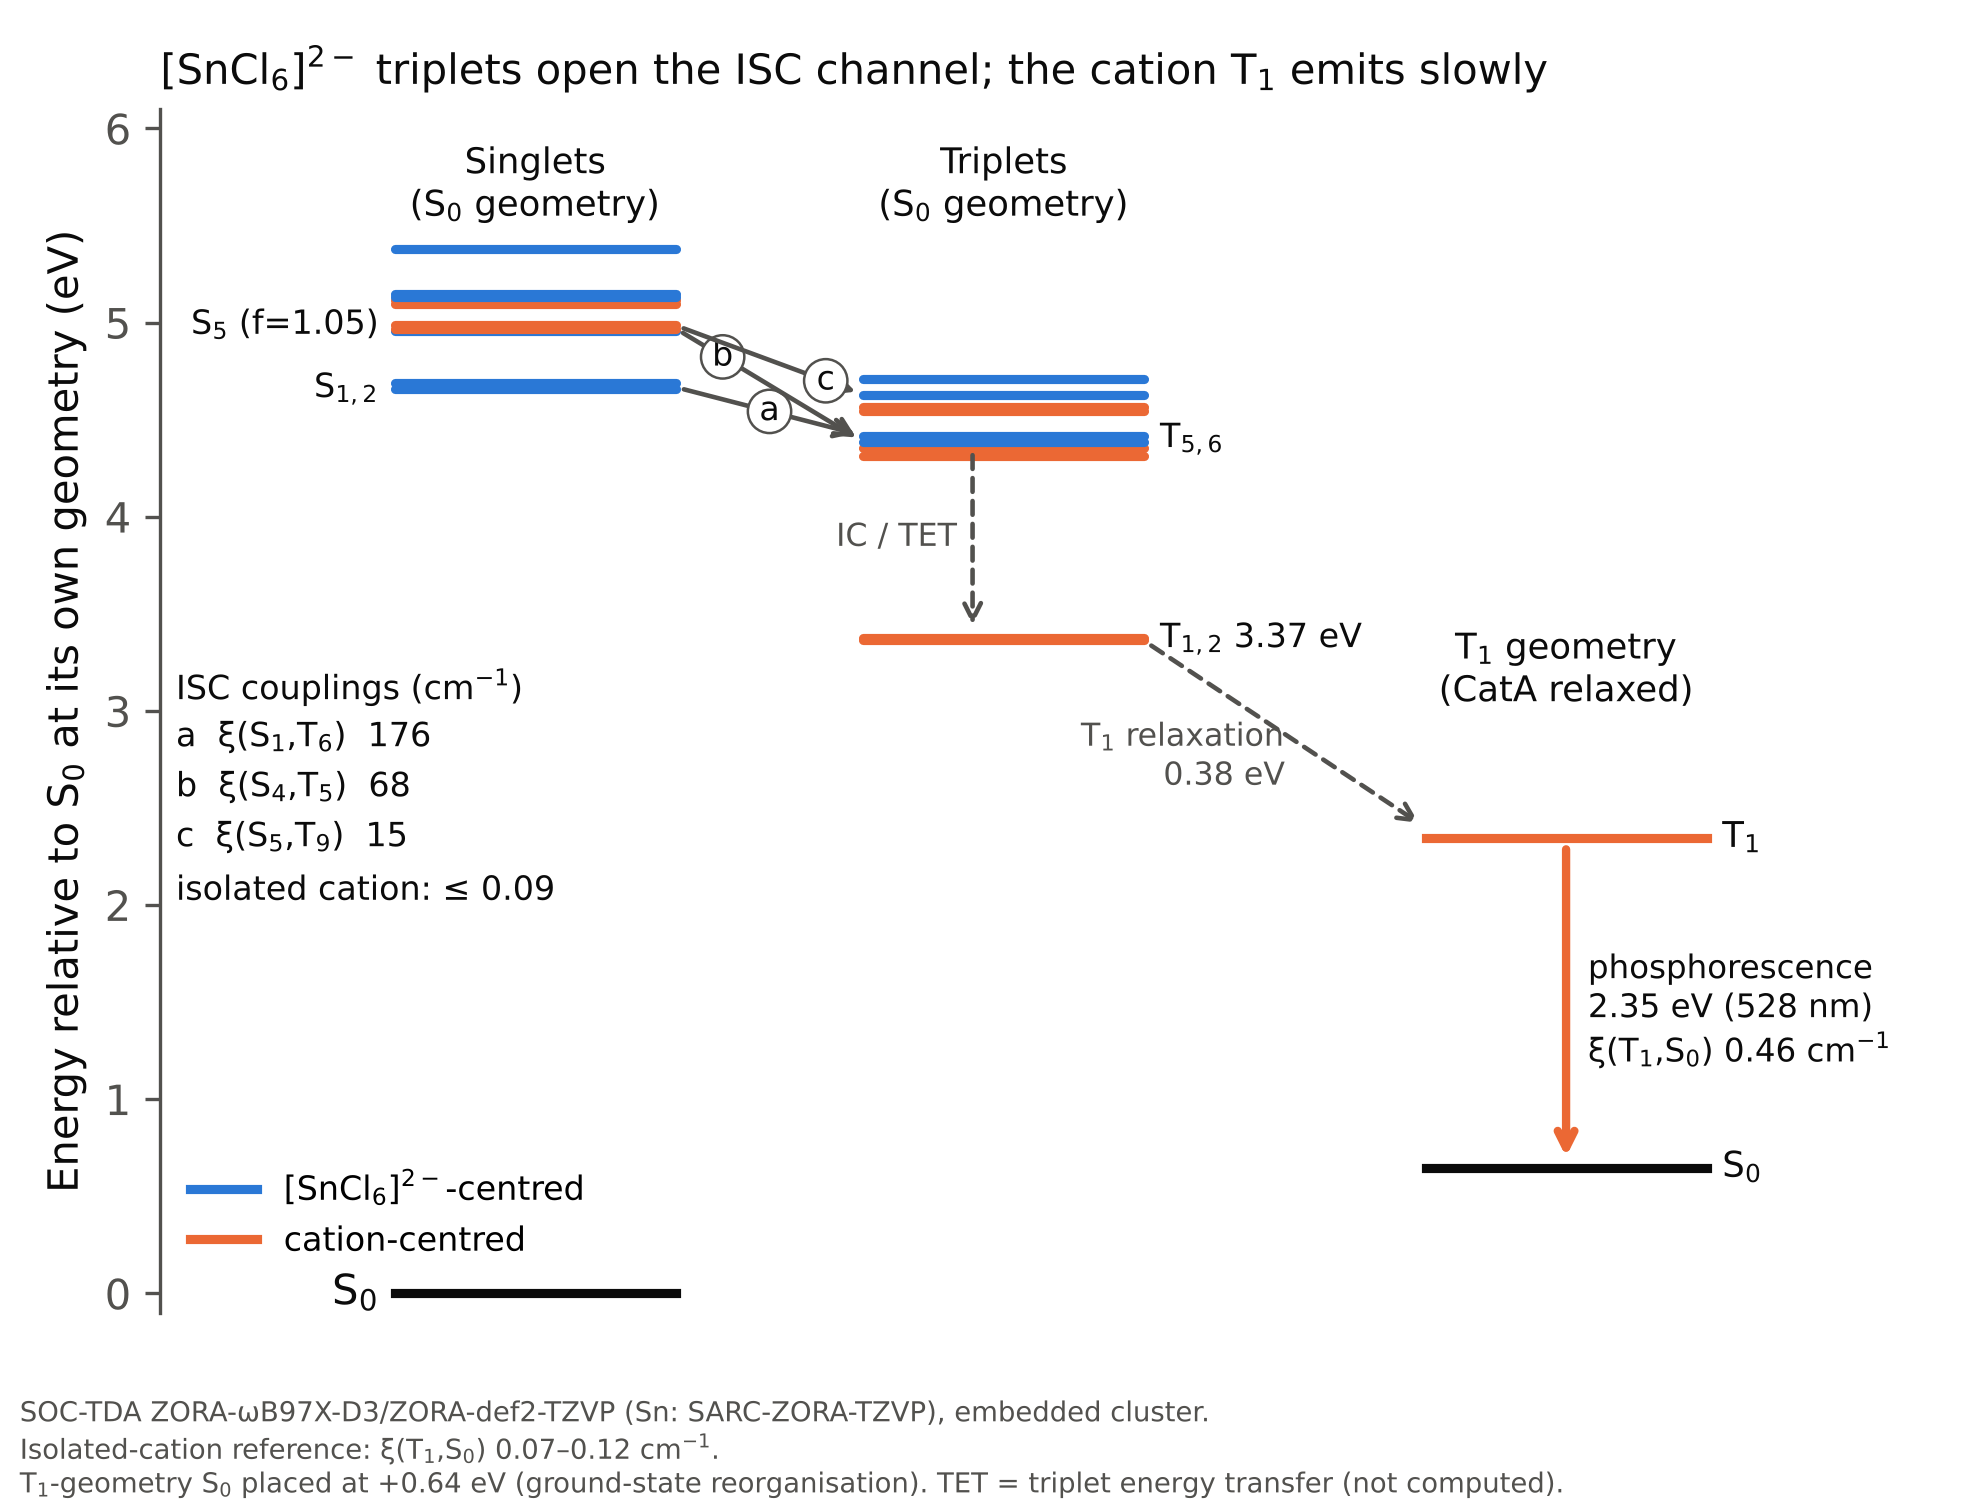 [SnCl₆]²⁻ triplets open the ISC channel; the cation T₁ emits slowly
Energy relative to S₀ at its own geometry (eV)
6
5
4
3
2
1
0
Singlets
(S₀ geometry)
Triplets
(S₀ geometry)
S₅ (f=1.05)
S₁,₂
b
c
a
T₅,₆
IC / TET
T₁,₂ 3.37 eV
T₁ geometry
(CatA relaxed)
T₁ relaxation
0.38 eV
ISC couplings (cm⁻¹)
a ξ(S₁,T₆) 176
b ξ(S₄,T₅) 68
c ξ(S₅,T₉) 15
isolated cation: ≤ 0.09
T₁
phosphorescence
2.35 eV (528 nm)
ξ(T₁,S₀) 0.46 cm⁻¹
S₀
[SnCl₆]²⁻-centred
cation-centred
S₀
SOC-TDA ZORA-ωB97X-D3/ZORA-def2-TZVP (Sn: SARC-ZORA-TZVP), embedded cluster.
Isolated-cation reference: ξ(T₁,S₀) 0.07–0.12 cm⁻¹.
T₁-geometry S₀ placed at +0.64 eV (ground-state reorganisation). TET = triplet energy transfer (not computed).